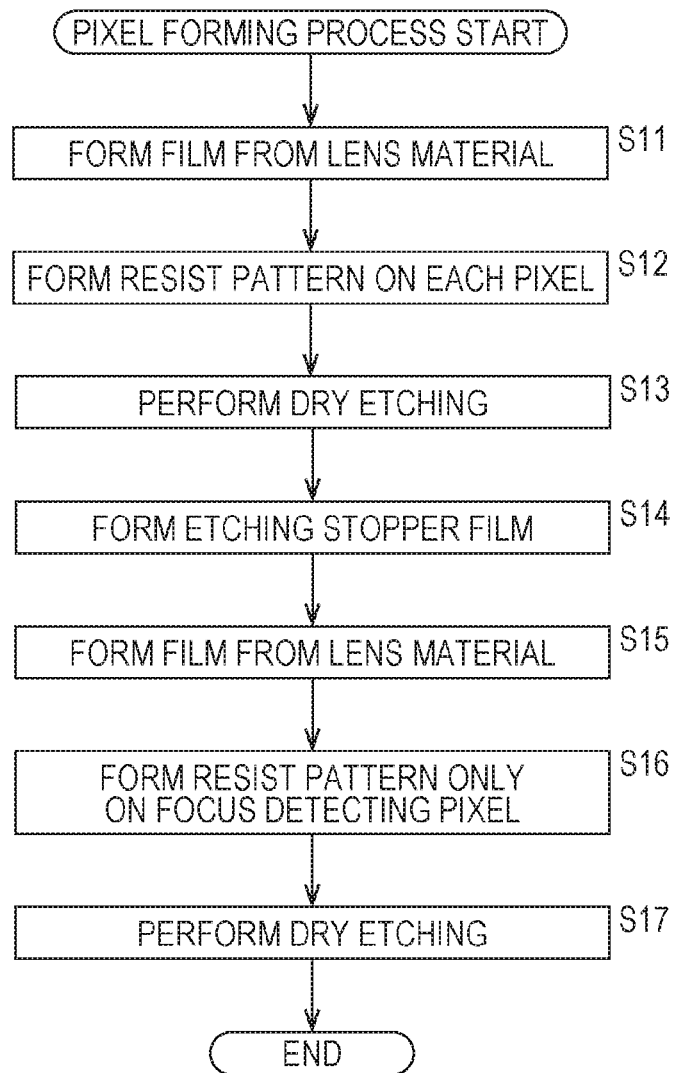 PIXEL FORMING PROCESS START
FORM FILM FROM LENS MATERIAL
S11
FORM RESIST PATTERN ON EACH PIXEL
S12
PERFORM DRY ETCHING
S13
FORM ETCHING STOPPER FILM
S14
FORM FILM FROM LENS MATERIAL
S15
FORM RESIST PATTERN ONLY
ON FOCUS DETECTING PIXEL
S16
PERFORM DRY ETCHING
S17
END